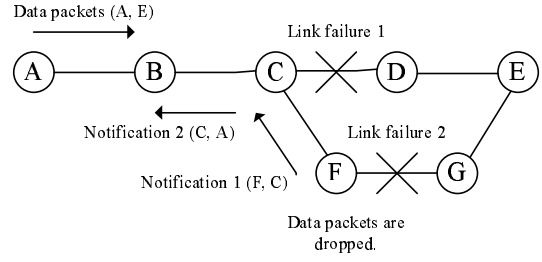 Data packets (A, E)
Link failure 1
A
B
C
D
E
Notification 2 (C, A)
Link failure 2
Notification 1 (F, C)
F
G
Data packets are
dropped.